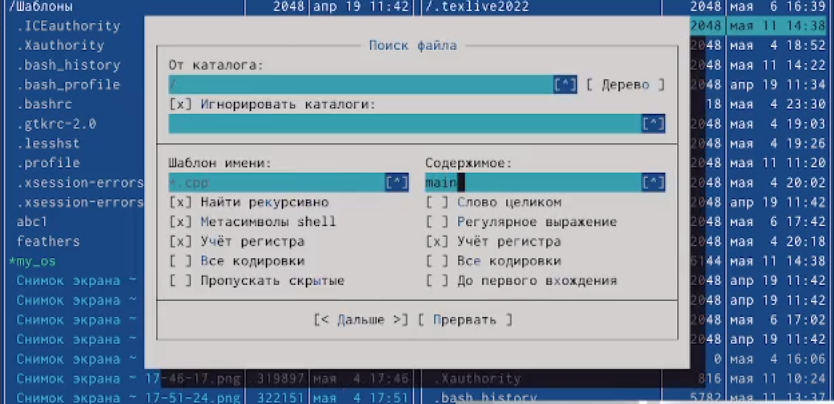 /Шаблоны 2048 апр 19 11:42 /.texlive2022 2048 мая 6 16:39
.ICEauthority 2048 мая 11 14:38
.Xauthority Поиск файла 2048 мая 4 18:52
.bash_history От каталога: 2048 мая 11 14:22
.bash_profile / [^] [ Дерево ] 2048 апр 19 11:34
.bashrc [x] Игнорировать каталоги: 18 мая 4 23:30
.gtkrc-2.0 [^] 2048 мая 4 19:03
.lesshst 2048 мая 4 19:26
.profile Шаблон имени: Содержимое: 2048 мая 11 11:20
.xsession-errors *.cpp [^] main [^] 2048 мая 4 20:02
.xsession-errors [x] Найти рекурсивно [ ] Слово целиком 2048 апр 19 11:42
abc1 [x] Метасимволы shell [ ] Регулярное выражение 2048 мая 6 17:42
feathers [x] Учёт регистра [x] Учёт регистра 2048 мая 4 20:18
*my_os [ ] Все кодировки [ ] Все кодировки 6144 мая 11 14:38
Снимок экрана ~ [ ] Пропускать скрытые [ ] До первого вхождения 2048 апр 19 11:42
Снимок экрана ~ 2048 апр 19 11:42
Снимок экрана ~ [< Дальше >] [ Прервать ] 2048 мая 6 17:02
Снимок экрана ~ 2048 апр 19 11:42
Снимок экрана ~ 0 мая 4 16:06
Снимок экрана ~ 17-46-17.png 319897 мая 4 17:46 .Xauthority 816 мая 11 10:24
Снимок экрана ~ 17-51-24.png 322151 мая 4 17:51 .bash_history 5782 мая 11 13:37